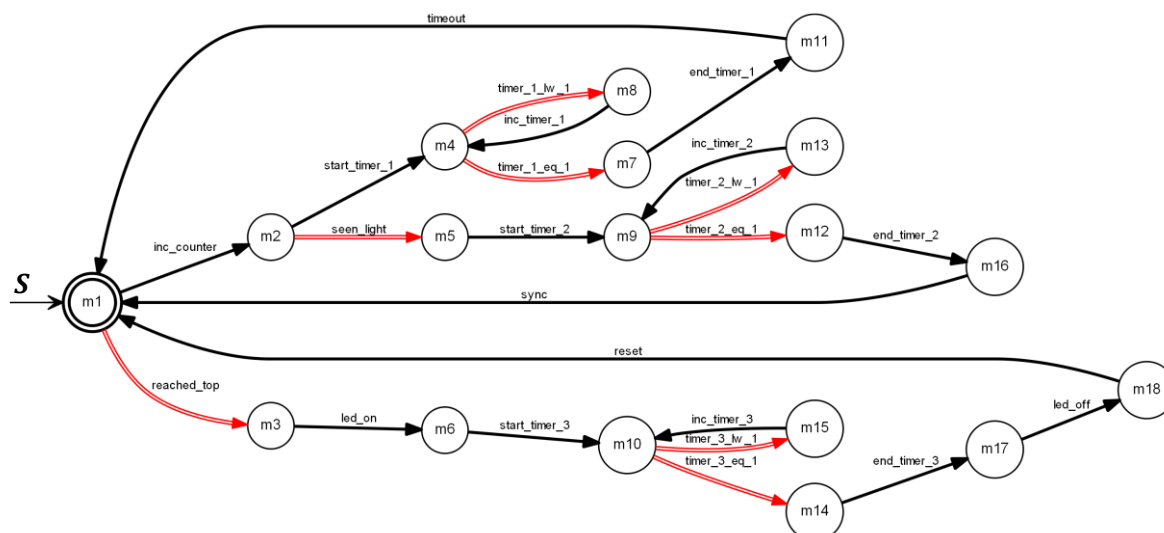 timeout
m11
end_timer_1
timer_1_lw_1
m8
inc_timer_1
m4
inc_timer_2
m13
start_timer_1
timer_1_eq_1
m7
timer_2_lw_1
m2
seen_light
m5
start_timer_2
m9
timer_2_eq_1
m12
end_timer_2
inc_counter
m16
S
m1
sync
reset
reached_top
m18
led_off
m3
led_on
m6
start_timer_3
m10
inc_timer_3
m15
timer_3_lw_1
timer_3_eq_1
end_timer_3
m17
m14